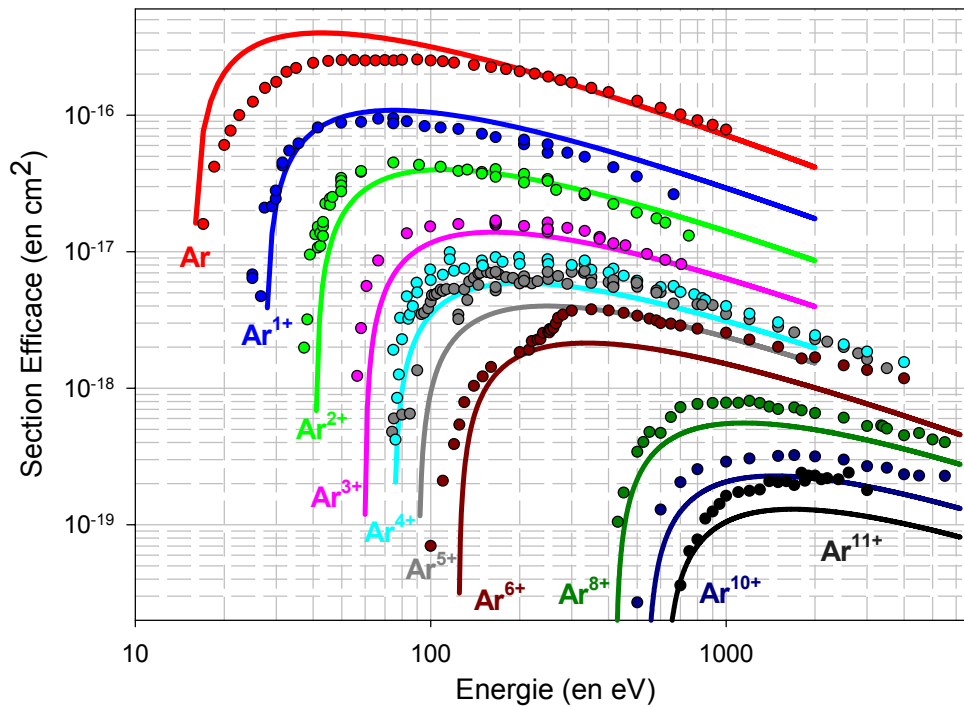 Section Efficace (en cm²)
10⁻¹⁶
10⁻¹⁷
10⁻¹⁸
10⁻¹⁹
Ar
Ar¹⁺
Ar²⁺
Ar³⁺
Ar⁴⁺
Ar⁵⁺
Ar⁶⁺
Ar⁸⁺
Ar¹⁰⁺
Ar¹¹⁺
10
100
1000
Energie (en eV)